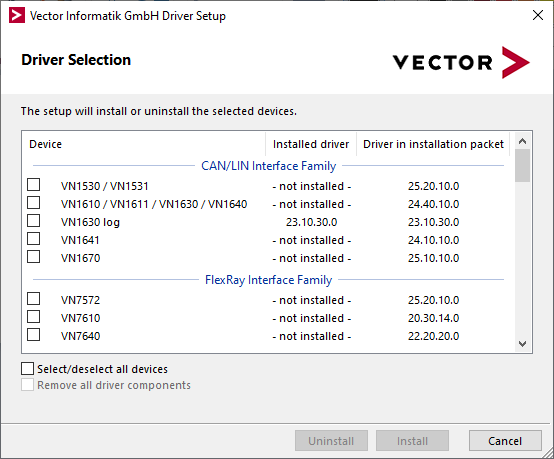 Vector Informatik GmbH Driver Setup
Driver Selection
VECTOR
The setup will install or uninstall the selected devices.
Device Installed driver Driver in installation packet
CAN/LIN Interface Family
VN1530 / VN1531 - not installed - 25.20.10.0
VN1610 / VN1611 / VN1630 / VN1640 - not installed - 24.40.10.0
VN1630 log 23.10.30.0 23.10.30.0
VN1641 - not installed - 24.10.10.0
VN1670 - not installed - 25.10.10.0
FlexRay Interface Family
VN7572 - not installed - 25.20.10.0
VN7610 - not installed - 20.30.14.0
VN7640 - not installed - 22.20.20.0
Select/deselect all devices
Remove all driver components
Uninstall Install Cancel